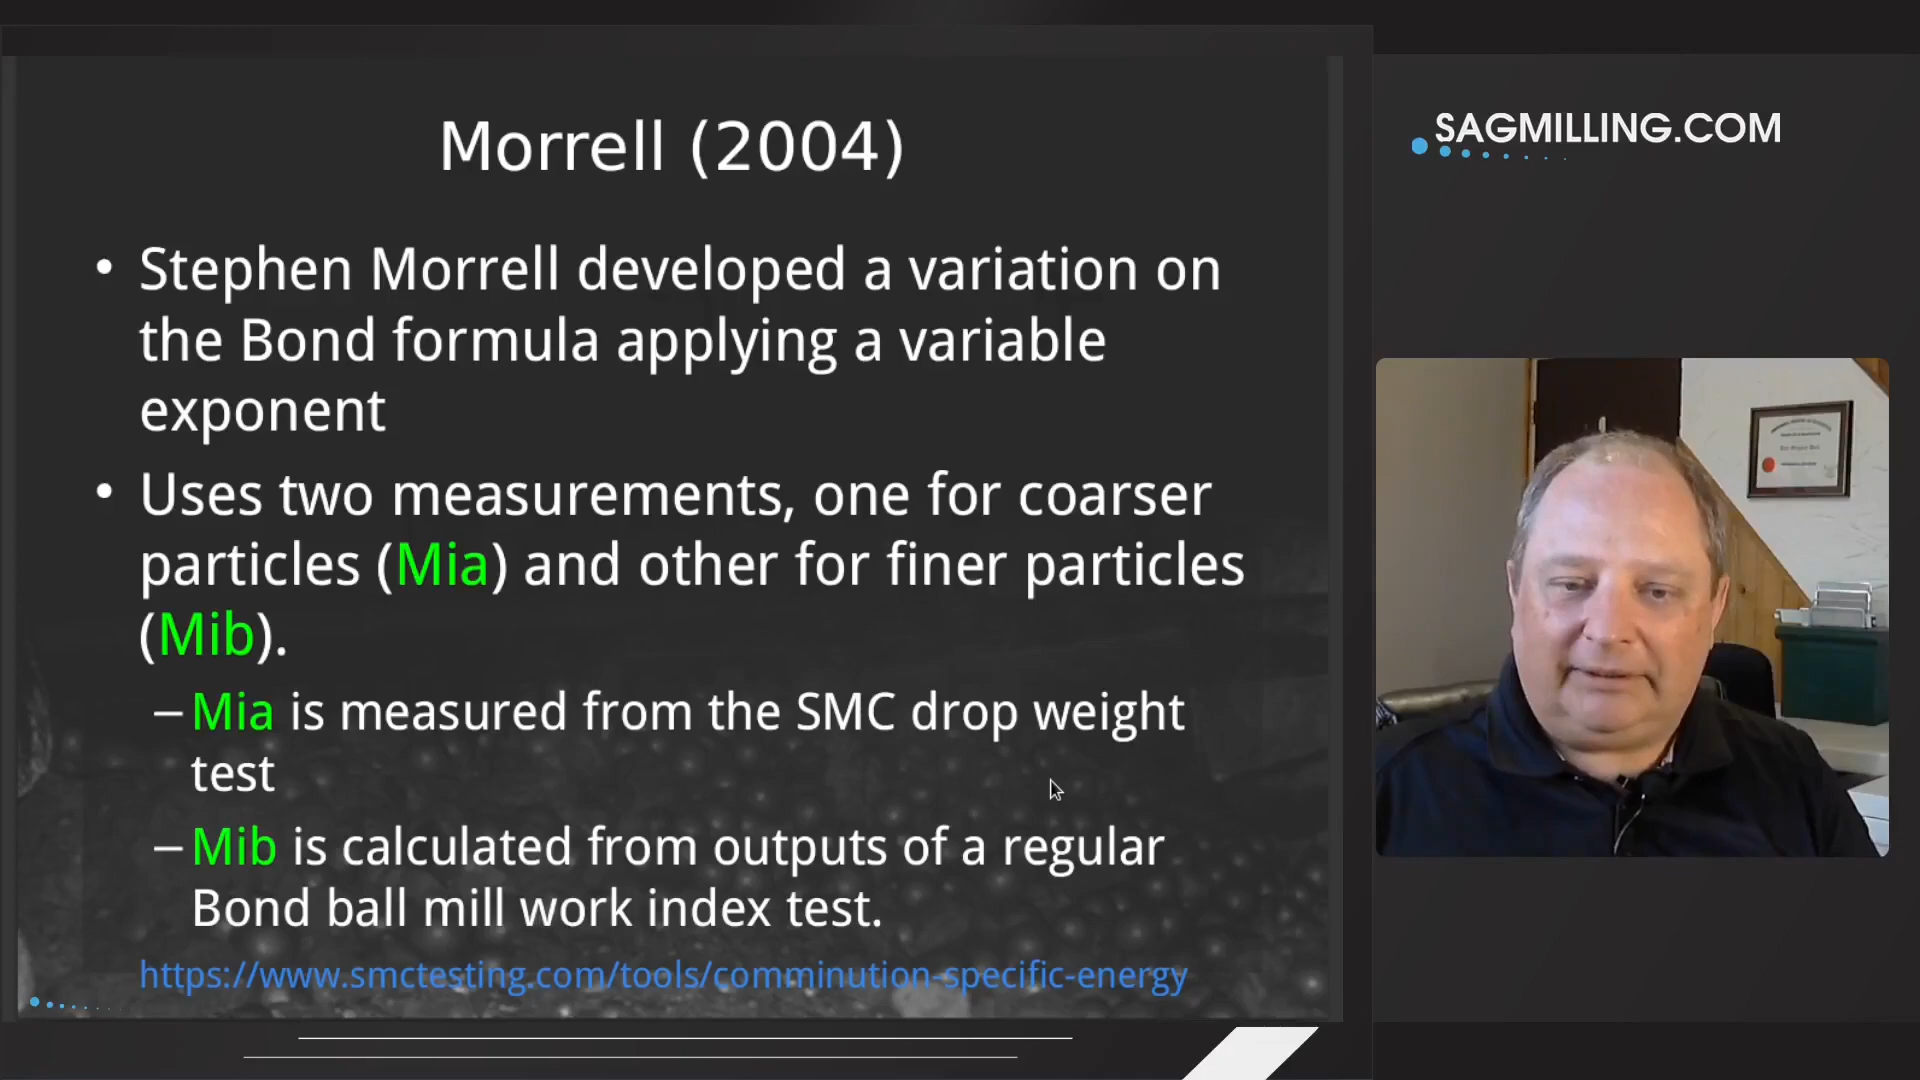 Morrell (2004)
• Stephen Morrell developed a variation on
the Bond formula applying a variable
exponent
• Uses two measurements, one for coarser
particles (Mia) and other for finer particles
(Mib).
– Mia is measured from the SMC drop weight
test
– Mib is calculated from outputs of a regular
Bond ball mill work index test.
https://www.smctesting.com/tools/comminution-specific-energy
SAGMILLING.COM